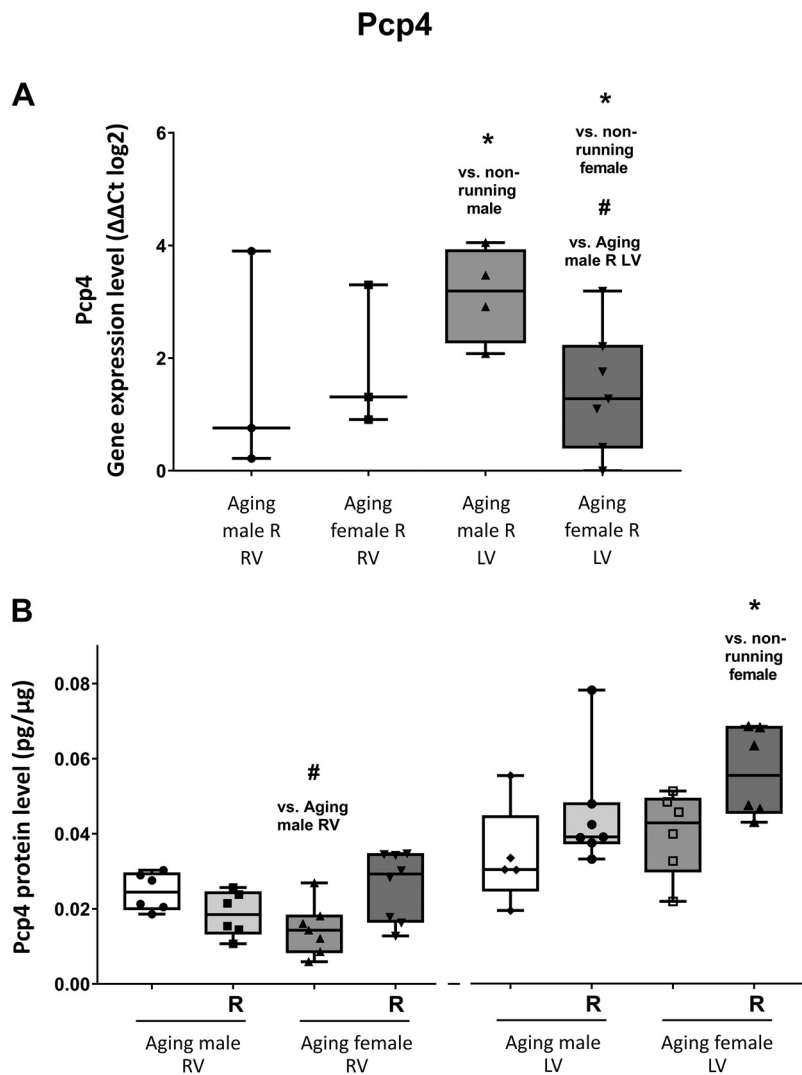 Pcp4
A
Pcp4
Gene expression level (ΔΔCt log2)
6
4
2
0
*
vs. non-
running
male
*
vs. non-
running
female
#
vs. Aging
male R LV
Aging
male R
RV
Aging
female R
RV
Aging
male R
LV
Aging
female R
LV
B
Pcp4 protein level (pg/µg)
0.08
0.06
0.04
0.02
0.00
#
vs. Aging
male RV
*
vs. non-
running
female
R
R
R
R
Aging male
RV
Aging female
RV
Aging male
LV
Aging female
LV